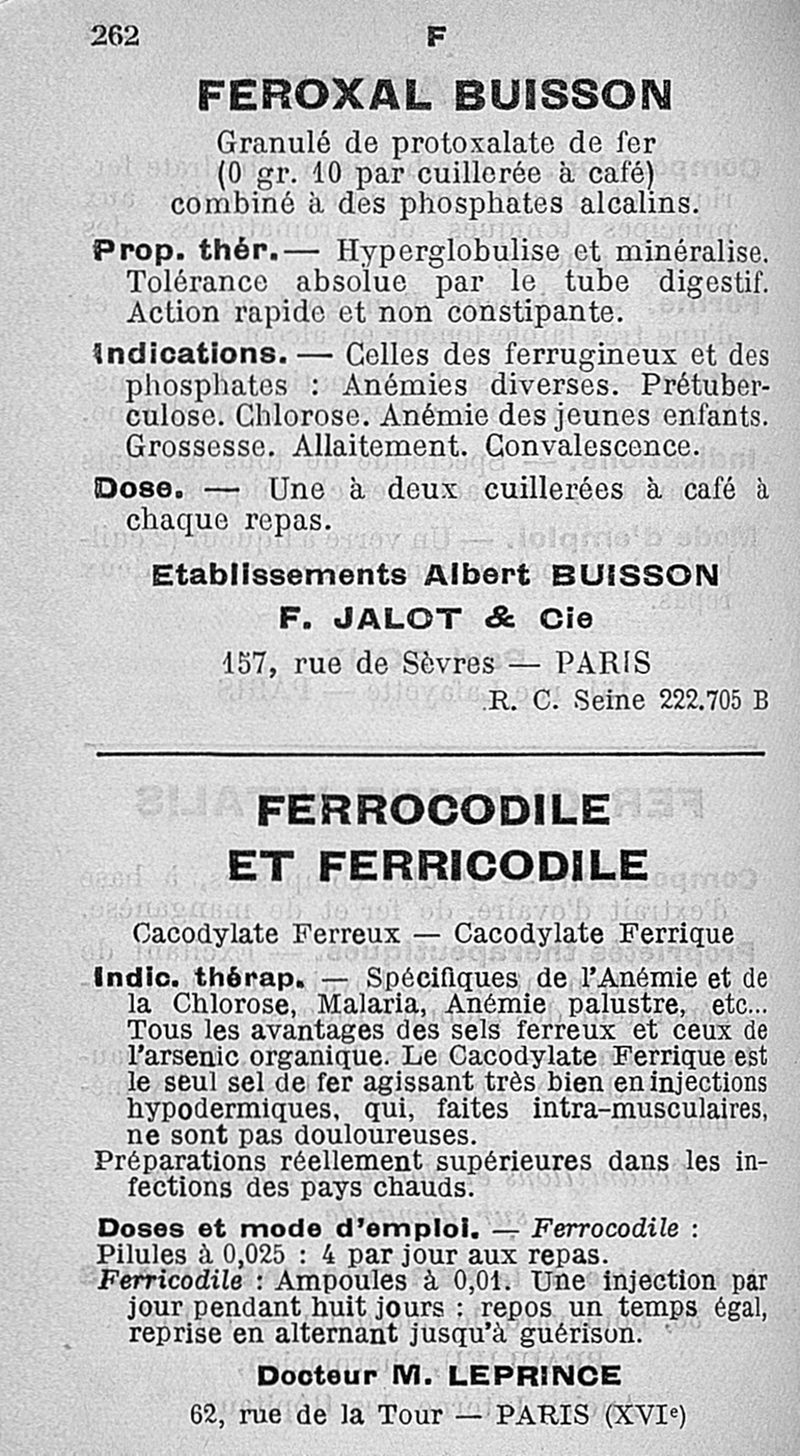 262
F
FEROXAL BUISSON
Granulé de protoxalate de fer
(0 gr. 10 par cuillerée à café)
combiné à des phosphates alcalins.
Prop. thér. — Hyperglobulise et minéralise.
Tolérance absolue par le tube digestif.
Action rapide et non constipante.
Indications. — Celles des ferrugineux et des
phosphates : Anémies diverses. Prétuber-
culose. Chlorose. Anémie des jeunes enfants.
Grossesse. Allaitement. Convalescence.
Dose. — Une à deux cuillerées à café à
chaque repas.
Etablissements Albert BUISSON
F. JALOT & Cie
157, rue de Sèvres — PARIS
R. C. Seine 222.705 B
FERROCODILE
ET FERRICODILE
Cacodylate Ferreux — Cacodylate Ferrique
Indic. thérap. — Spécifiques de l'Anémie et de
la Chlorose, Malaria, Anémie palustre, etc...
Tous les avantages des sels ferreux et ceux de
l'arsenic organique. Le Cacodylate Ferrique est
le seul sel de fer agissant très bien en injections
hypodermiques, qui, faites intra-musculaires,
ne sont pas douloureuses.
Préparations réellement supérieures dans les in-
fections des pays chauds.
Doses et mode d'emploi. — Ferrocodile :
Pilules à 0,025 : 4 par jour aux repas.
Ferricodile : Ampoules à 0,01. Une injection par
jour pendant huit jours : repos un temps égal,
reprise en alternant jusqu'à guérison.
Docteur M. LEPRINCE
62, rue de la Tour — PARIS (XVIe)